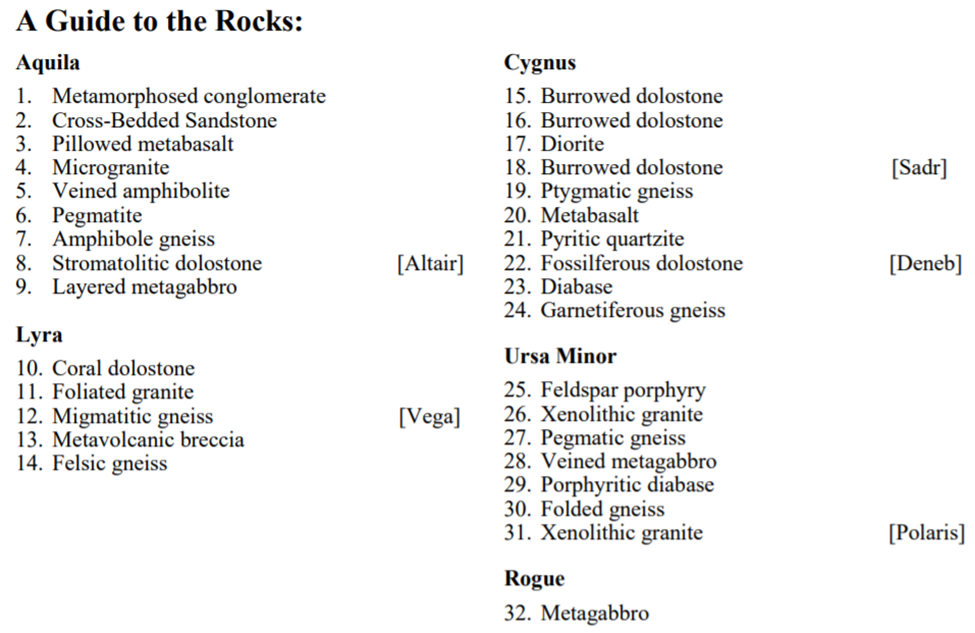 A Guide to the Rocks:
Aquila
1. Metamorphosed conglomerate
2. Cross-Bedded Sandstone
3. Pillowed metabasalt
4. Microgranite
5. Veined amphibolite
6. Pegmatite
7. Amphibole gneiss
8. Stromatolitic dolostone [Altair]
9. Layered metagabbro
Lyra
10. Coral dolostone
11. Foliated granite
12. Migmatitic gneiss [Vega]
13. Metavolcanic breccia
14. Felsic gneiss
Cygnus
15. Burrowed dolostone
16. Burrowed dolostone
17. Diorite
18. Burrowed dolostone [Sadr]
19. Ptygmatic gneiss
20. Metabasalt
21. Pyritic quartzite
22. Fossilferous dolostone [Deneb]
23. Diabase
24. Garnetiferous gneiss
Ursa Minor
25. Feldspar porphyry
26. Xenolithic granite
27. Pegmatic gneiss
28. Veined metagabbro
29. Porphyritic diabase
30. Folded gneiss
31. Xenolithic granite [Polaris]
Rogue
32. Metagabbro